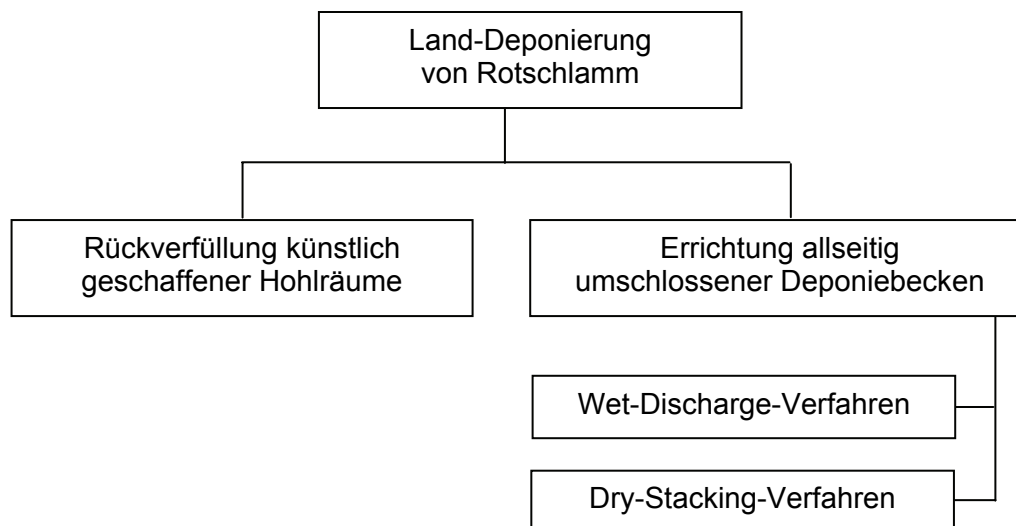 Land-Deponierung
von Rotschlamm
Rückverfüllung künstlich
geschaffener Hohlräume
Errichtung allseitig
umschlossener Deponiebecken
Wet-Discharge-Verfahren
Dry-Stacking-Verfahren